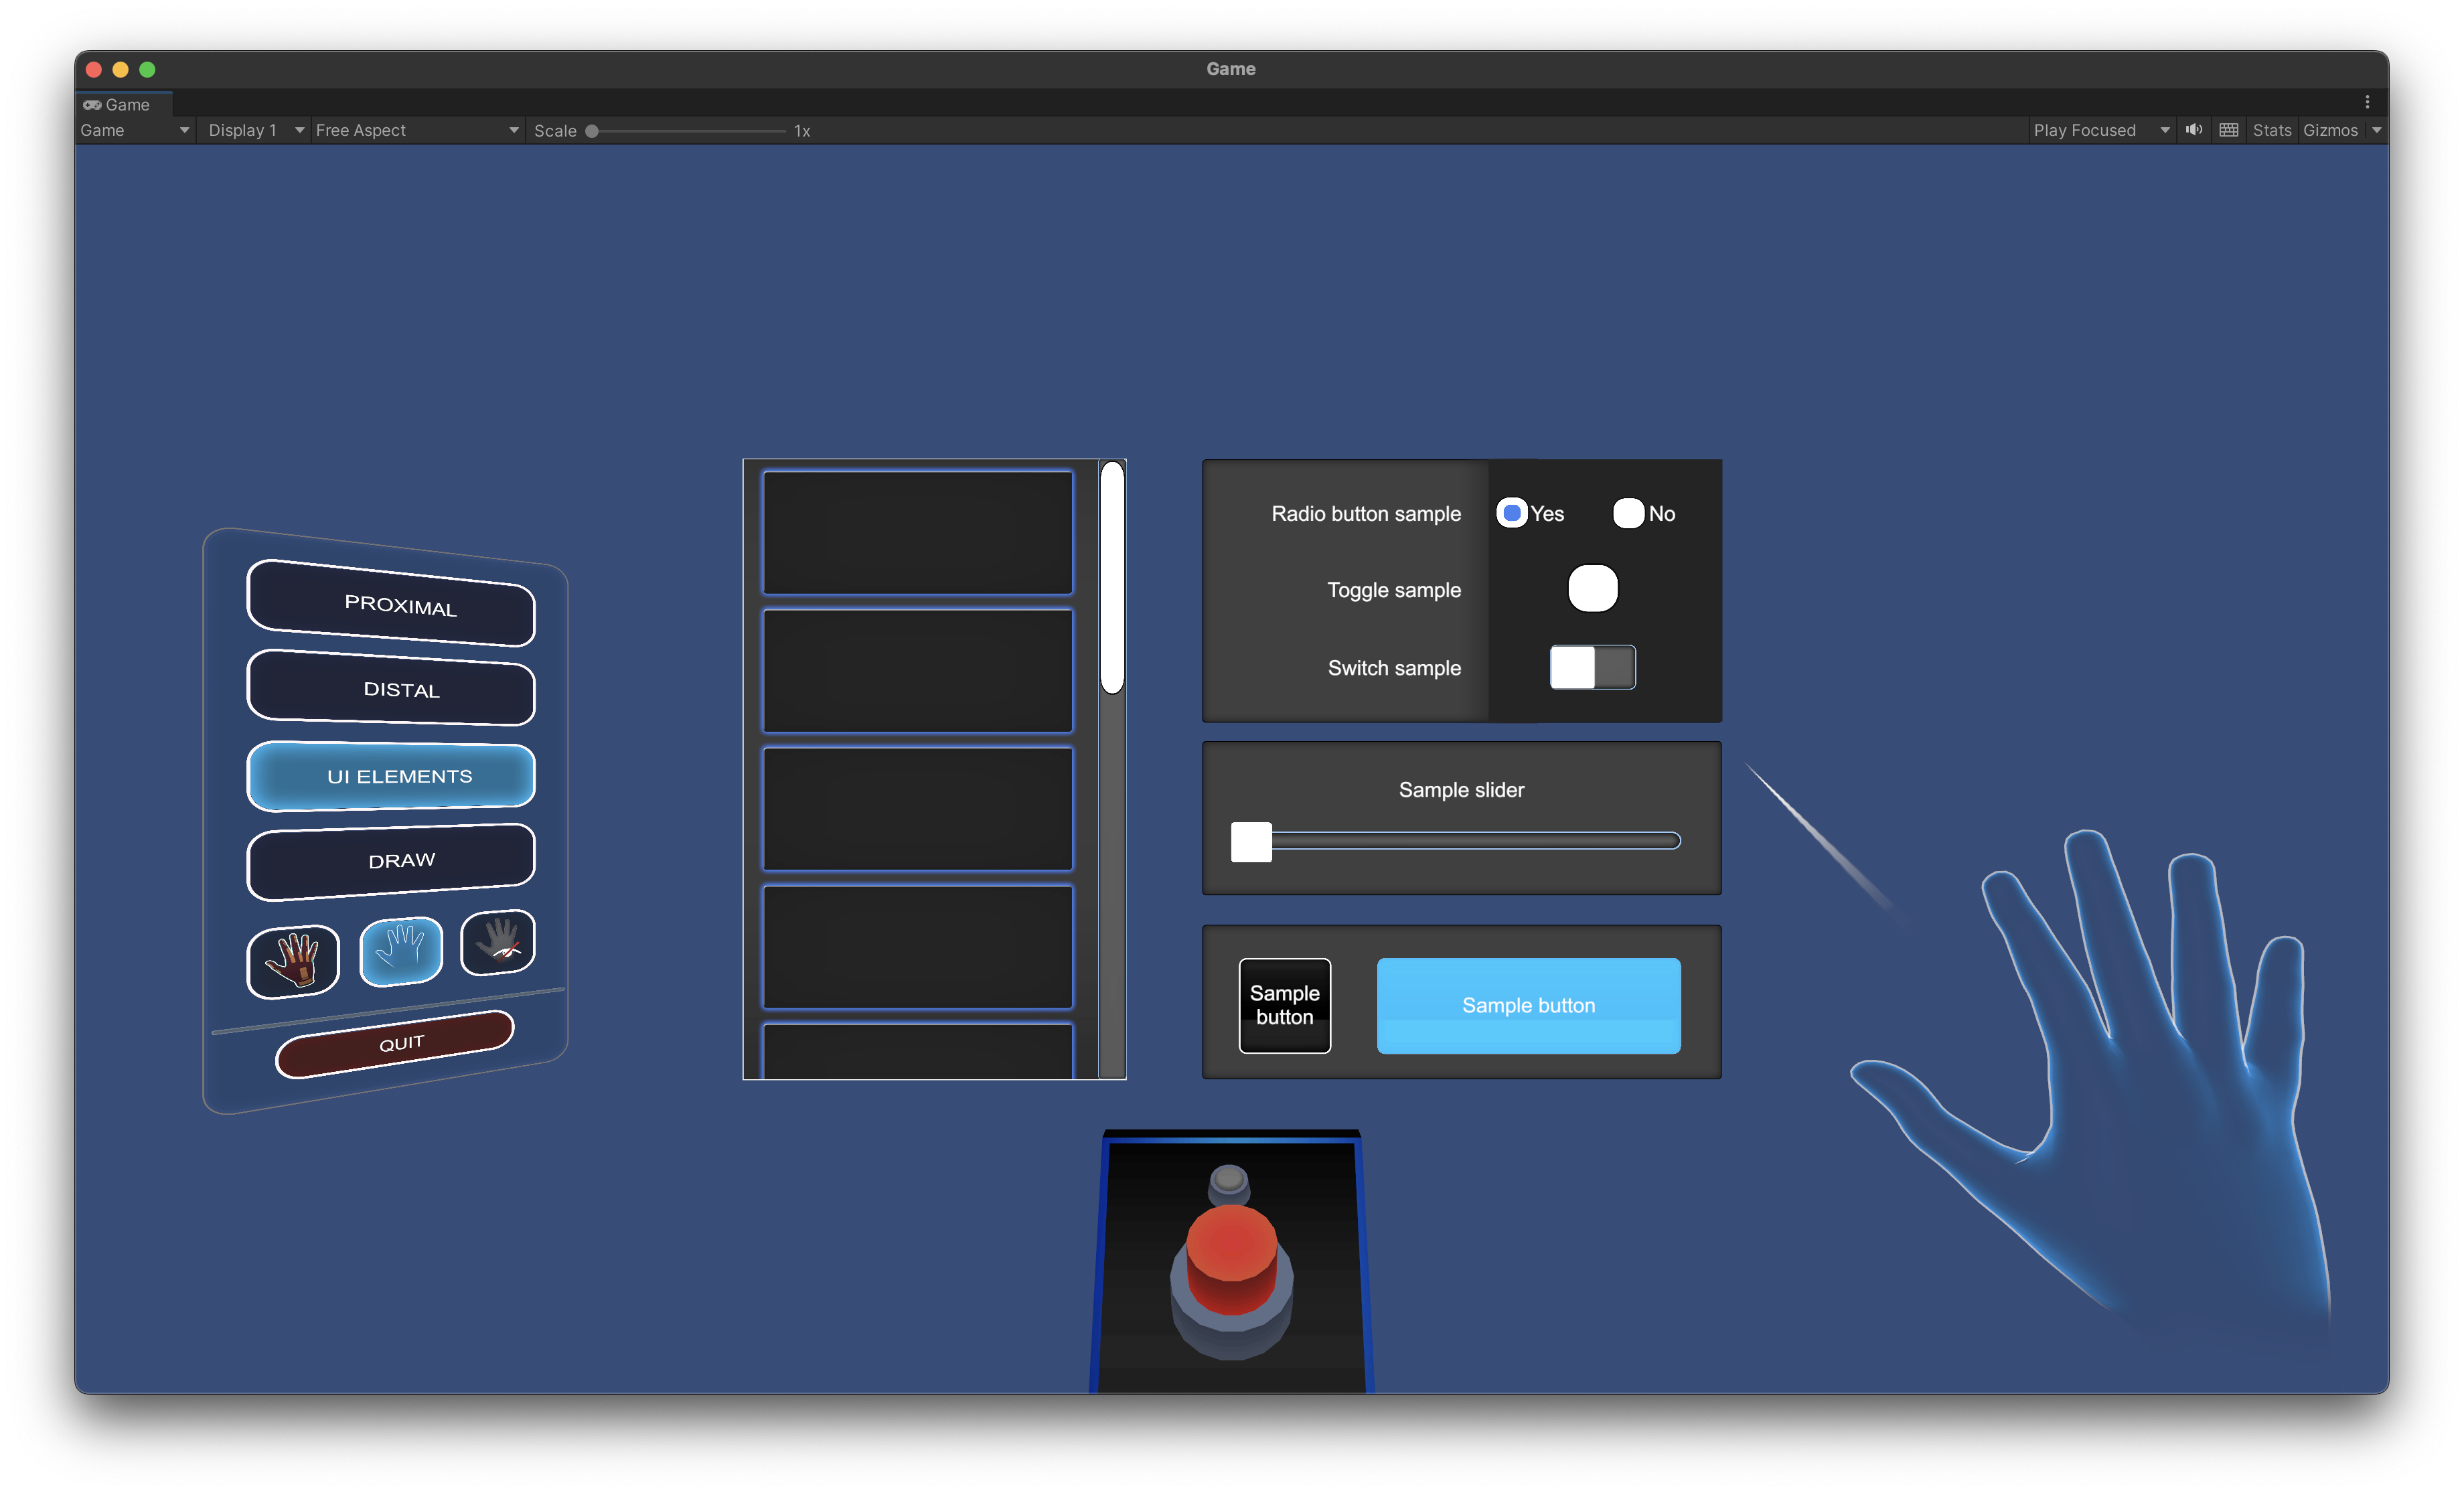 Game
Game
Game Display 1 Free Aspect Scale 1x Play Focused Stats Gizmos
PROXIMAL
DISTAL
UI ELEMENTS
DRAW
QUIT
Radio button sample Yes No
Toggle sample
Switch sample
Sample slider
Sample
button
Sample button